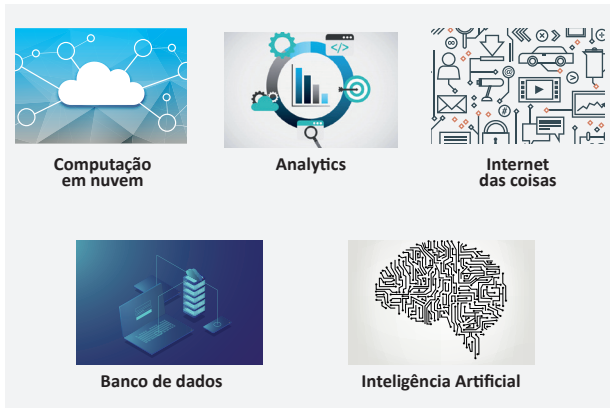 </>
Computação
em nuvem
Analytics
Internet
das coisas
Banco de dados
Inteligência Artificial